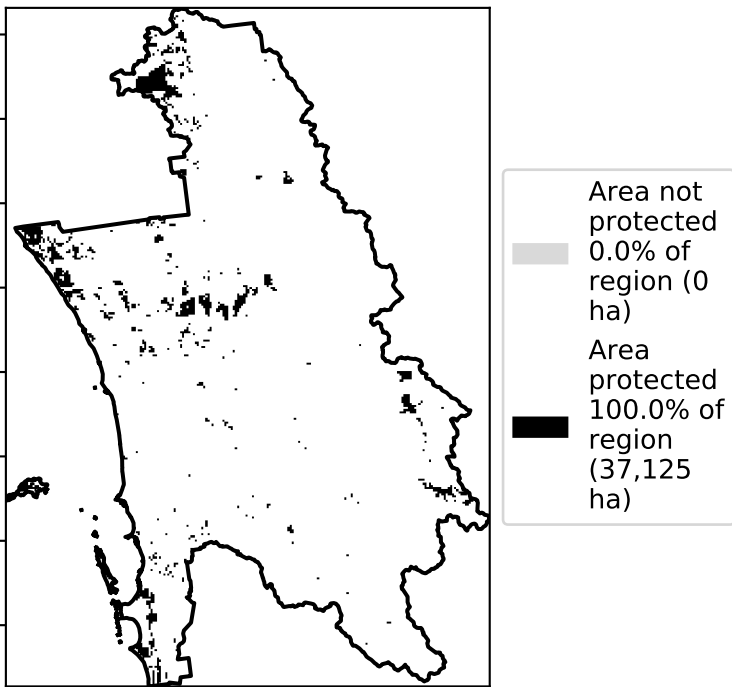 Area not
protected
0.0% of
region (0
ha)
Area
protected
100.0% of
region
(37,125
ha)